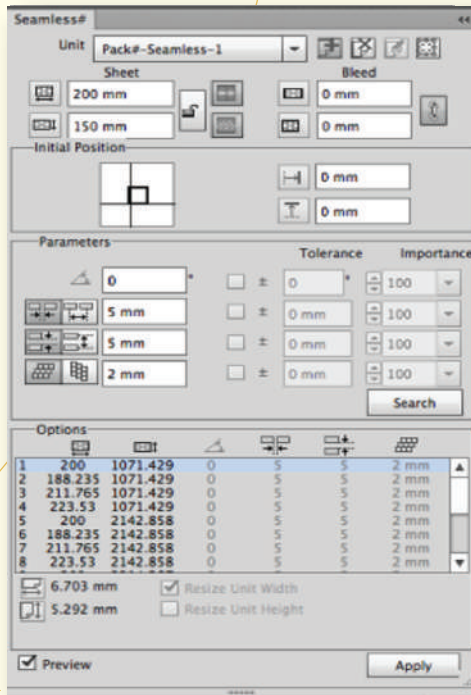 Seamless#
Unit Pack#-Seamless-1
Sheet Bleed
200 mm 0 mm
150 mm 0 mm
Initial Position
0 mm
0 mm
Parameters Tolerance Importance
0 ° ± 0 ° 100
5 mm ± 0 mm 100
5 mm ± 0 mm 100
2 mm ± 0 mm 100
Search
Options
1 200 1071.429 0 5 5 2 mm
2 188.235 1071.429 0 5 5 2 mm
3 211.765 1071.429 0 5 5 2 mm
4 223.53 1071.429 0 5 5 2 mm
5 200 2142.858 0 5 5 2 mm
6 188.235 2142.858 0 5 5 2 mm
7 211.765 2142.858 0 5 5 2 mm
8 223.53 2142.858 0 5 5 2 mm
6.703 mm Resize Unit Width
5.292 mm Resize Unit Height
Preview Apply